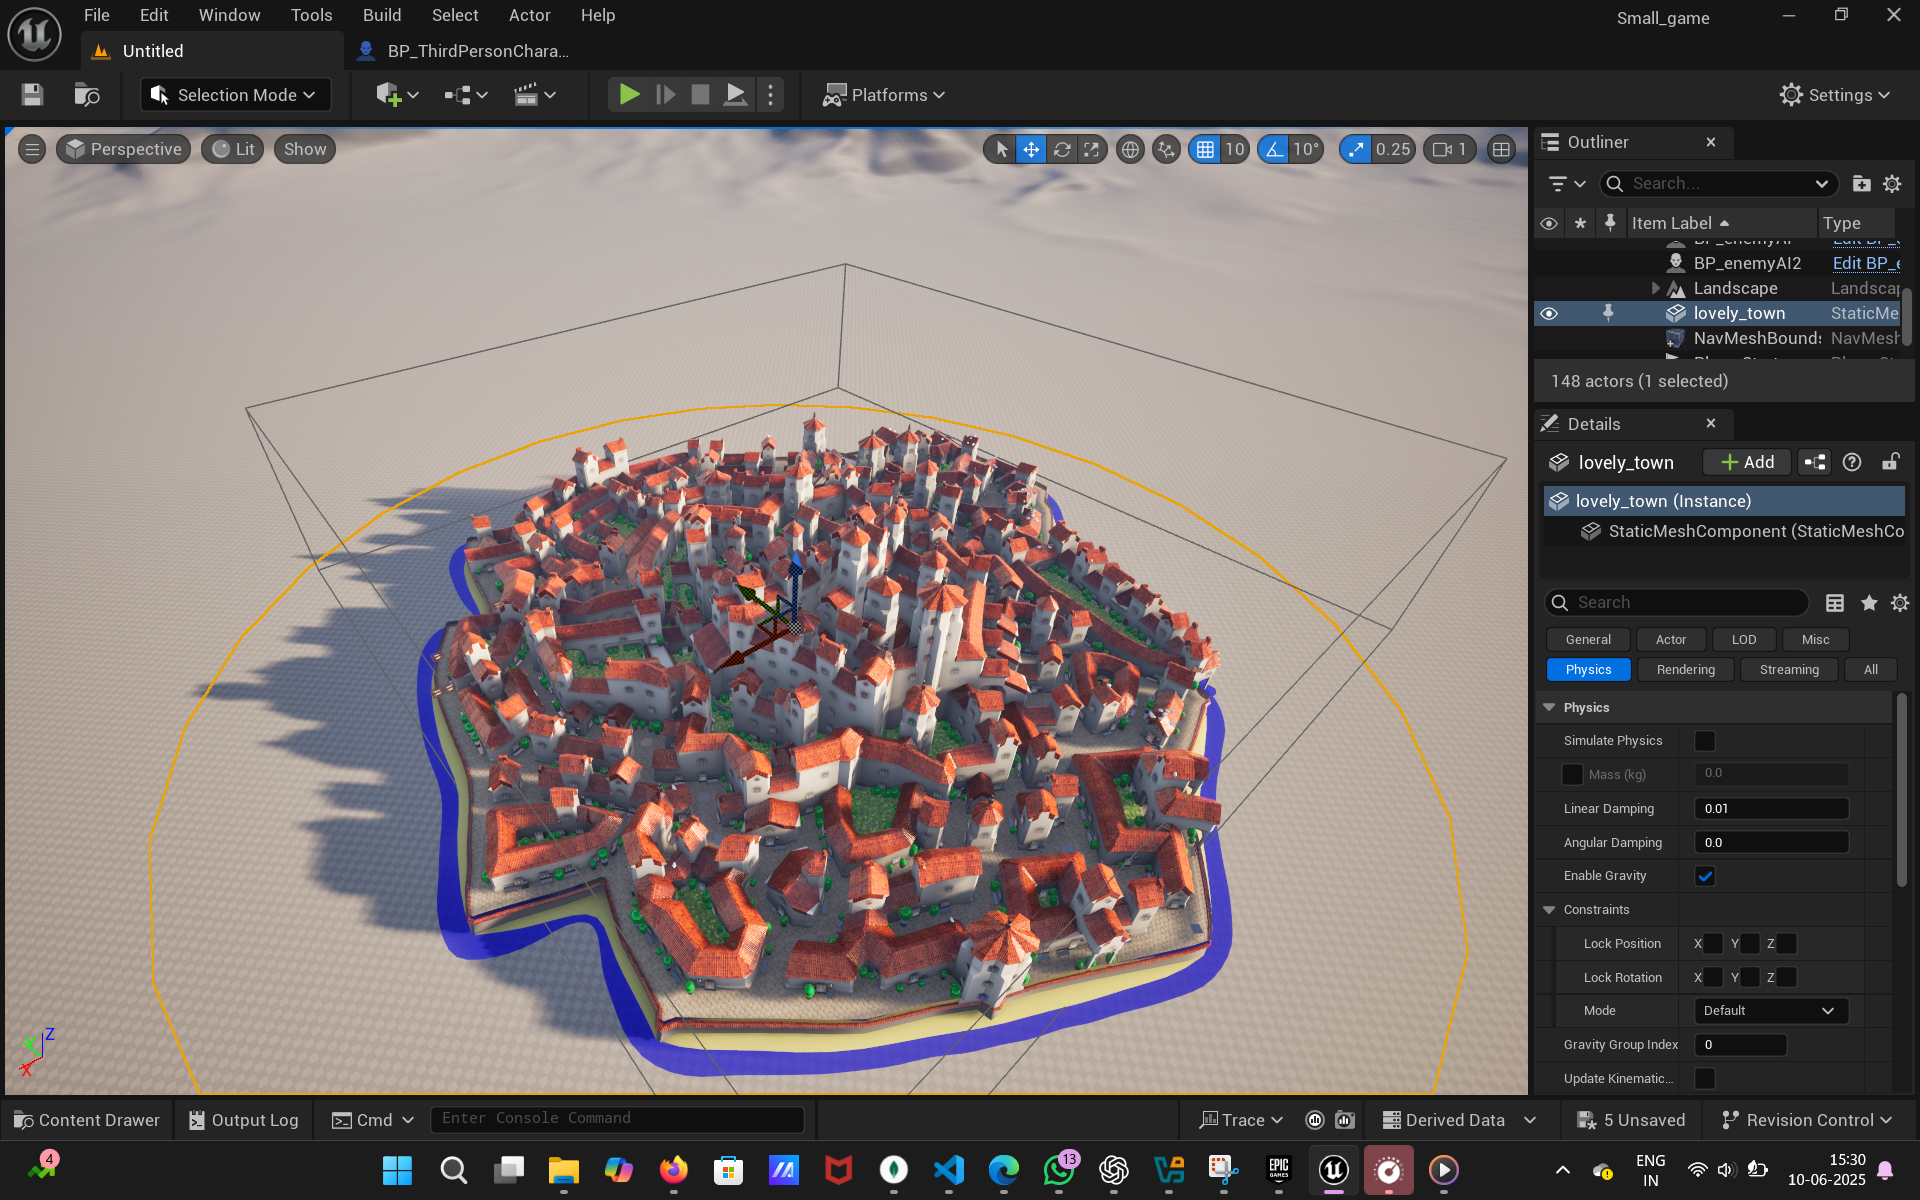 File Edit Window Tools Build Select Actor Help
Small_game
Untitled
BP_ThirdPersonChara...
Selection Mode
Platforms
Settings
Perspective
Lit
Show
10
10°
0.25
1
Outliner
Search...
Item Label
Type
BP_enemyAI2
Edit BP_
Landscape
lovely_town
StaticMe
NavMeshBounds
NavMesh
148 actors (1 selected)
Details
lovely_town
Add
lovely_town (Instance)
StaticMeshComponent (StaticMeshCo
Search
General
Actor
LOD
Misc
Physics
Rendering
Streaming
All
Physics
Simulate Physics
Mass (kg)
0.0
Linear Damping
0.01
Angular Damping
0.0
Enable Gravity
Constraints
Lock Position
X Y Z
Lock Rotation
X Y Z
Mode
Default
Gravity Group Index
0
Update Kinematic...
Z
Y
X
Content Drawer
Output Log
Cmd
Enter Console Command
Trace
Derived Data
5 Unsaved
Revision Control
4
13
EPIC
GAMES
ENG
IN
15:30
10-06-2025